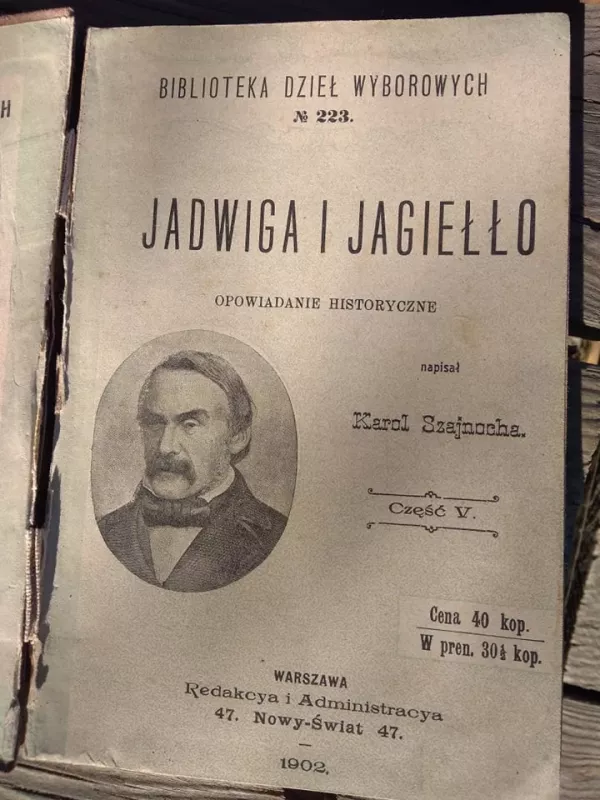 H
BIBLIOTEKA DZIEŁ WYBOROWYCH
№ 223.
JADWIGA I JAGIEŁŁO
OPOWIADANIE HISTORYCZNE
napisał
Karol Szajnocha.
Część V.
Cena 40 kop.
W pren. 30½ kop.
WARSZAWA
Redakcya i Administracya
47. Nowy-Świat 47.
1902.